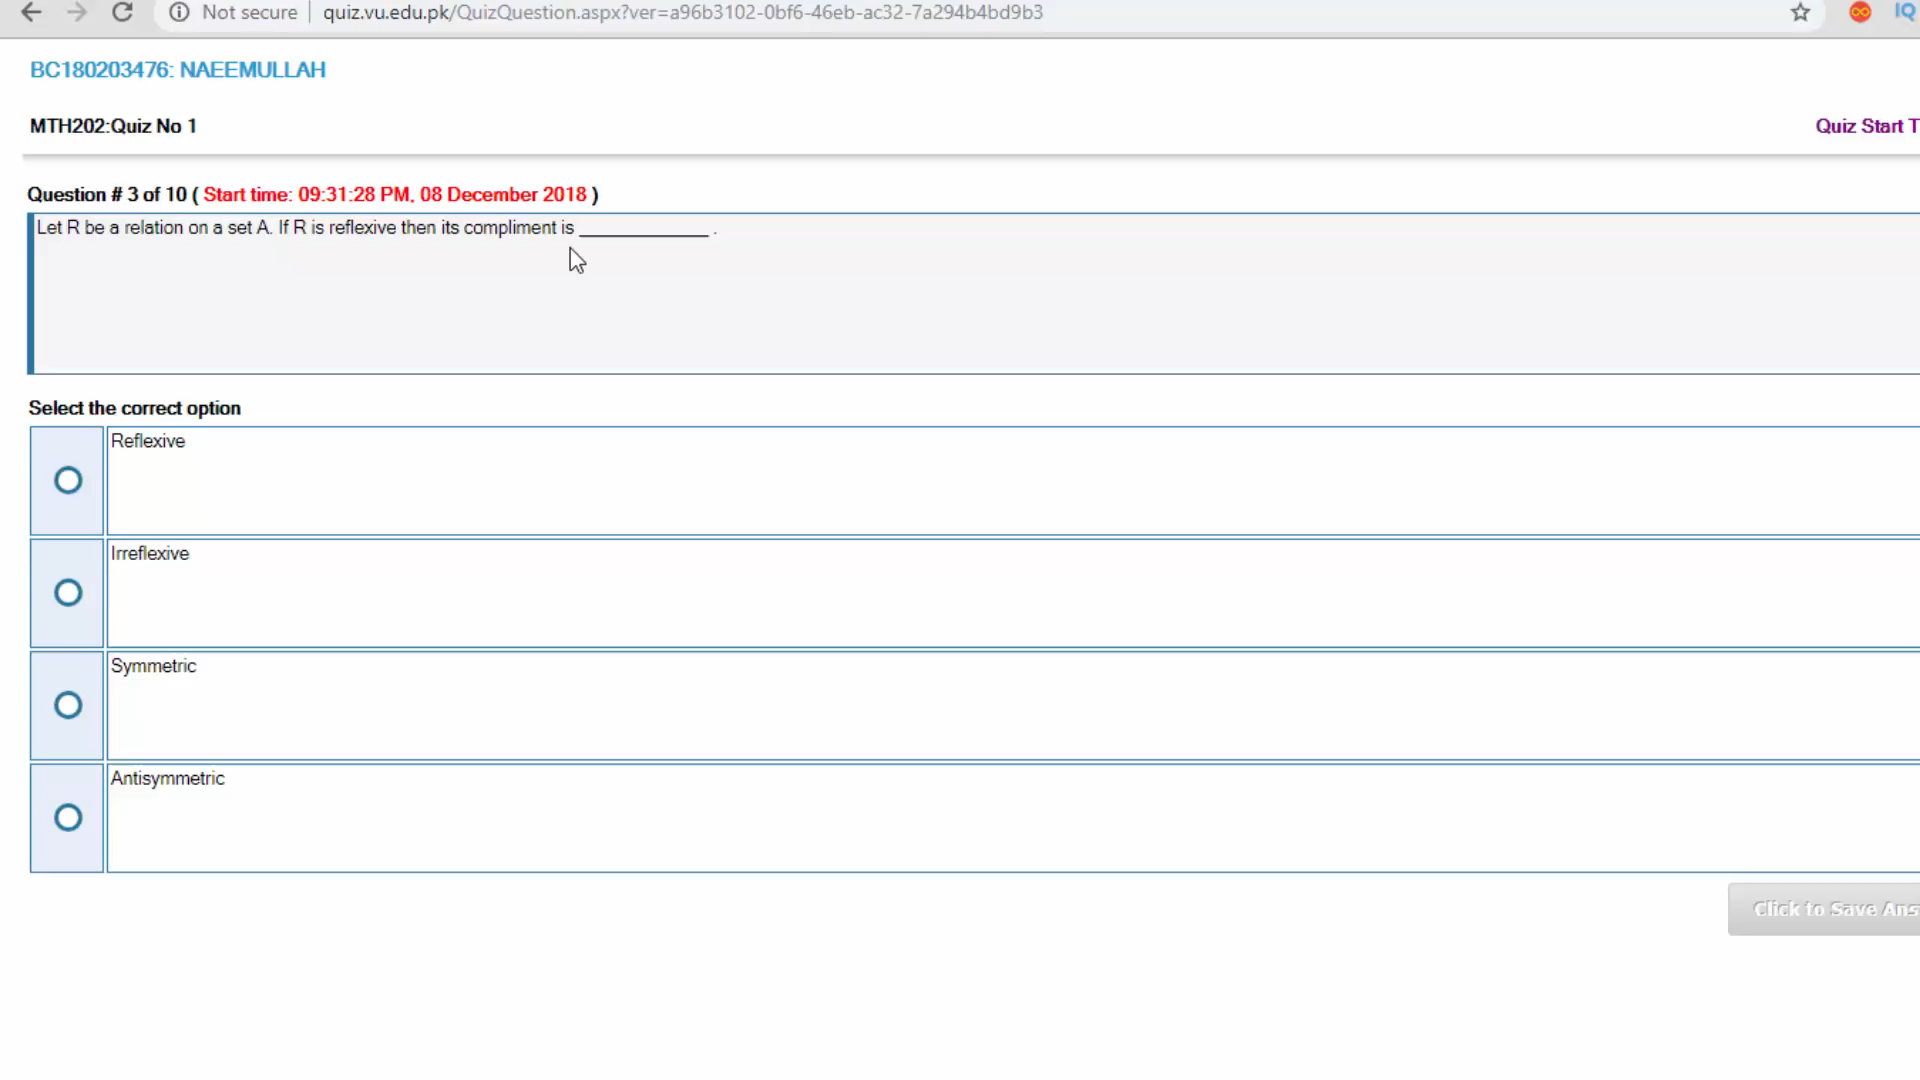 Not secure | quiz.vu.edu.pk/QuizQuestion.aspx?ver=a96b3102-0bf6-46eb-ac32-7a294b4bd9b3 IQ
BC180203476: NAEEMULLAH
MTH202:Quiz No 1 Quiz Start T
Question # 3 of 10 ( Start time: 09:31:28 PM, 08 December 2018 )
Let R be a relation on a set A. If R is reflexive then its compliment is _____________ .
Select the correct option
Reflexive
Irreflexive
Symmetric
Antisymmetric
Click to Save Ans